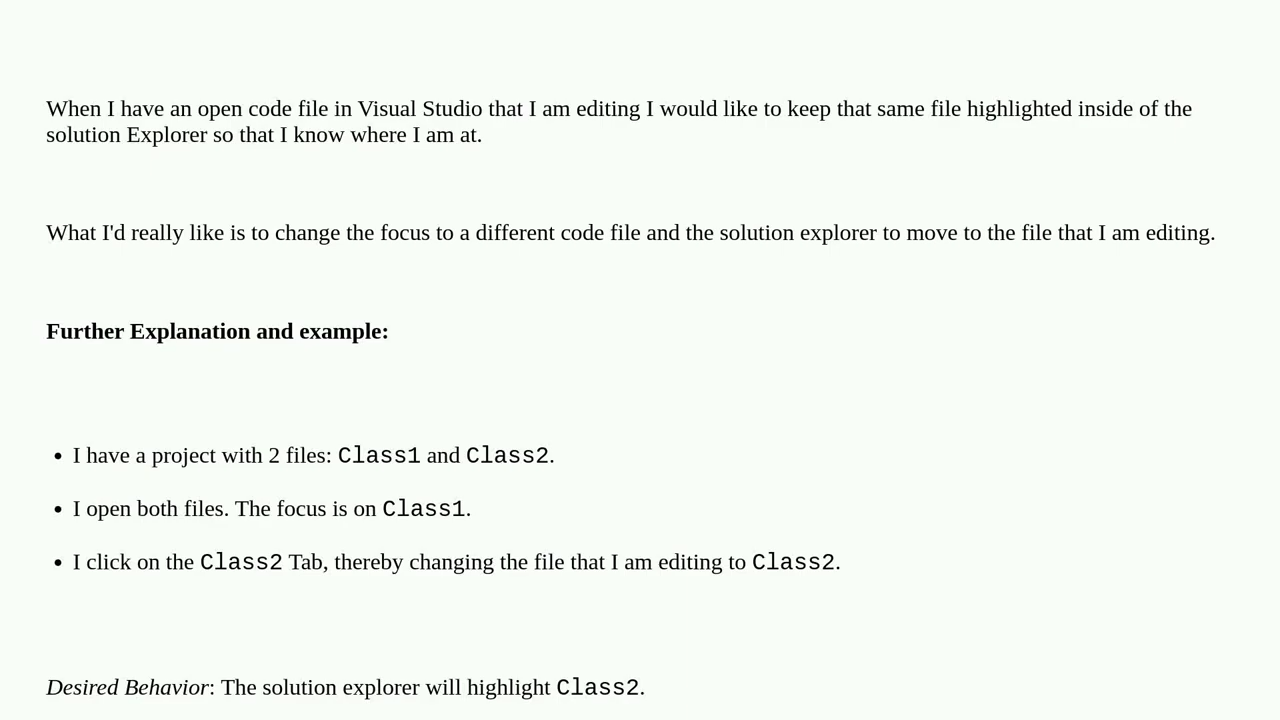 When I have an open code file in Visual Studio that I am editing I would like to keep that same file highlighted inside of the
solution Explorer so that I know where I am at.
What I'd really like is to change the focus to a different code file and the solution explorer to move to the file that I am editing.
Further Explanation and example:
• I have a project with 2 files: Class1 and Class2.
• I open both files. The focus is on Class1.
• I click on the Class2 Tab, thereby changing the file that I am editing to Class2.
Desired Behavior: The solution explorer will highlight Class2.